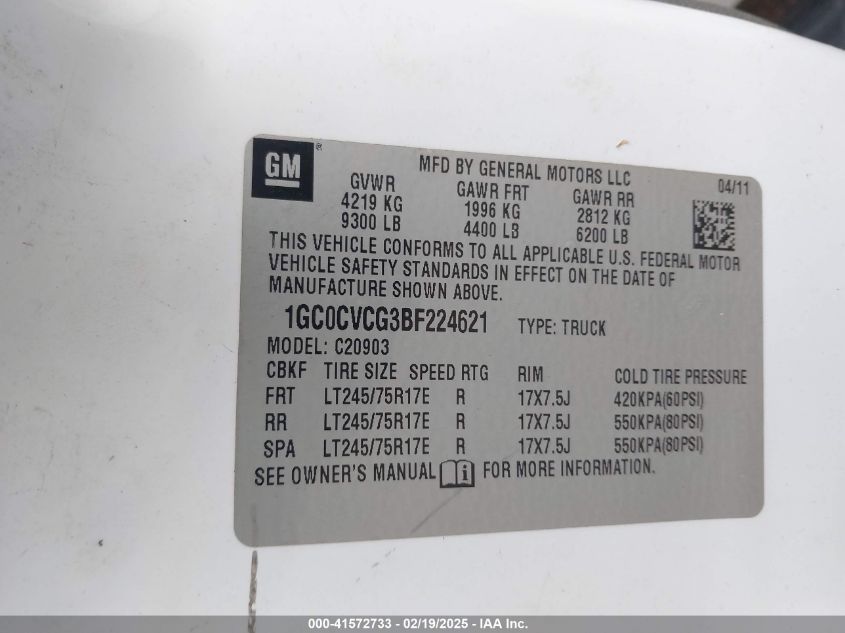 GM ®
MFD BY GENERAL MOTORS LLC 04/11
GVWR GAWR FRT GAWR RR
4219 KG 1996 KG 2812 KG
9300 LB 4400 LB 6200 LB
THIS VEHICLE CONFORMS TO ALL APPLICABLE U.S. FEDERAL MOTOR
VEHICLE SAFETY STANDARDS IN EFFECT ON THE DATE OF
MANUFACTURE SHOWN ABOVE.
1GC0CVCG3BF224621 TYPE: TRUCK
MODEL: C20903
CBKF TIRE SIZE SPEED RTG RIM COLD TIRE PRESSURE
FRT LT245/75R17E R 17X7.5J 420KPA(60PSI)
RR LT245/75R17E R 17X7.5J 550KPA(80PSI)
SPA LT245/75R17E R 17X7.5J 550KPA(80PSI)
SEE OWNER'S MANUAL i FOR MORE INFORMATION.
000-41572733 - 02/19/2025 - IAA Inc.